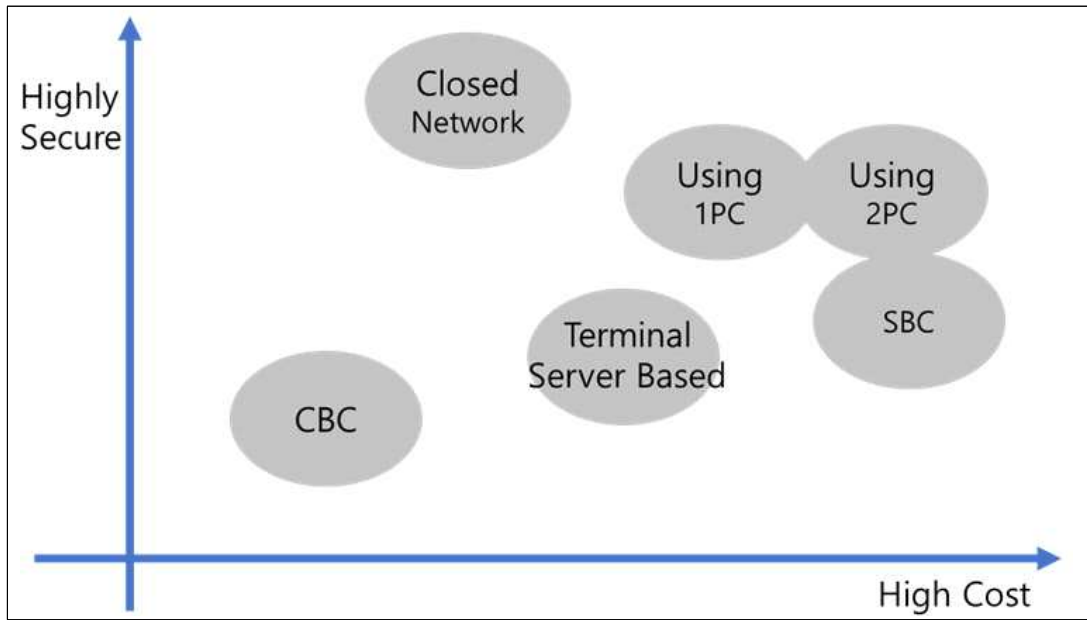 Highly
Secure
Closed
Network
Using
1PC
Using
2PC
SBC
Terminal
Server Based
CBC
High Cost